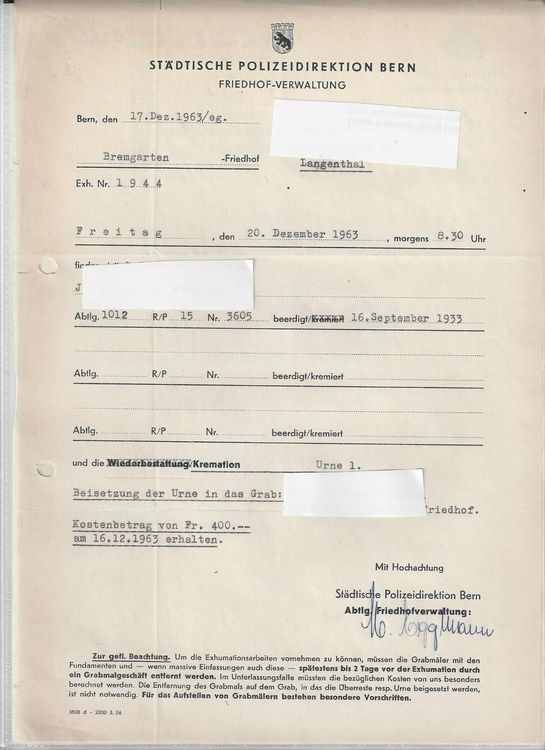 STÄDTISCHE POLIZEIDIREKTION BERN
FRIEDHOF-VERWALTUNG
Bern, den 17.Dez.1963/eg.
Bremgarten -Friedhof Langenthal
Exh. Nr. 1 9 4 4
F r e i t a g , den 20. Dezember 1963 , morgens 8.30 Uhr
J
Abtlg. 1012 R/P 15 Nr. 3605 beerdigt/kremiert 16.September 1933
Abtlg. R/P Nr. beerdigt/kremiert
Abtlg. R/P Nr. beerdigt/kremiert
und die Wiederbestattung/Kremation Urne 1.
Beisetzung der Urne in das Grab: Friedhof.
Kostenbetrag von Fr. 400.--
am 16.12.1963 erhalten.
Mit Hochachtung
Städtische Polizeidirektion Bern
Abtlg. Friedhofverwaltung:
Zur gefl. Beachtung. Um die Exhumationsarbeiten vornehmen zu können, müssen die Grabmäler mit den
Fundamenten und — wenn massive Einfassungen auch diese — spätestens bis 2 Tage vor der Exhumation durch
ein Grabmalgeschäft entfernt werden. Im Unterlassungsfalle müssten die bezüglichen Kosten von uns besonders
berechnet werden. Die Entfernung des Grabmals auf dem Grab, in das die Überreste resp. Urne beigesetzt werden,
ist nicht notwendig. Für das Aufstellen von Grabmälern bestehen besondere Vorschriften.
3808 d - 2000 3. 56